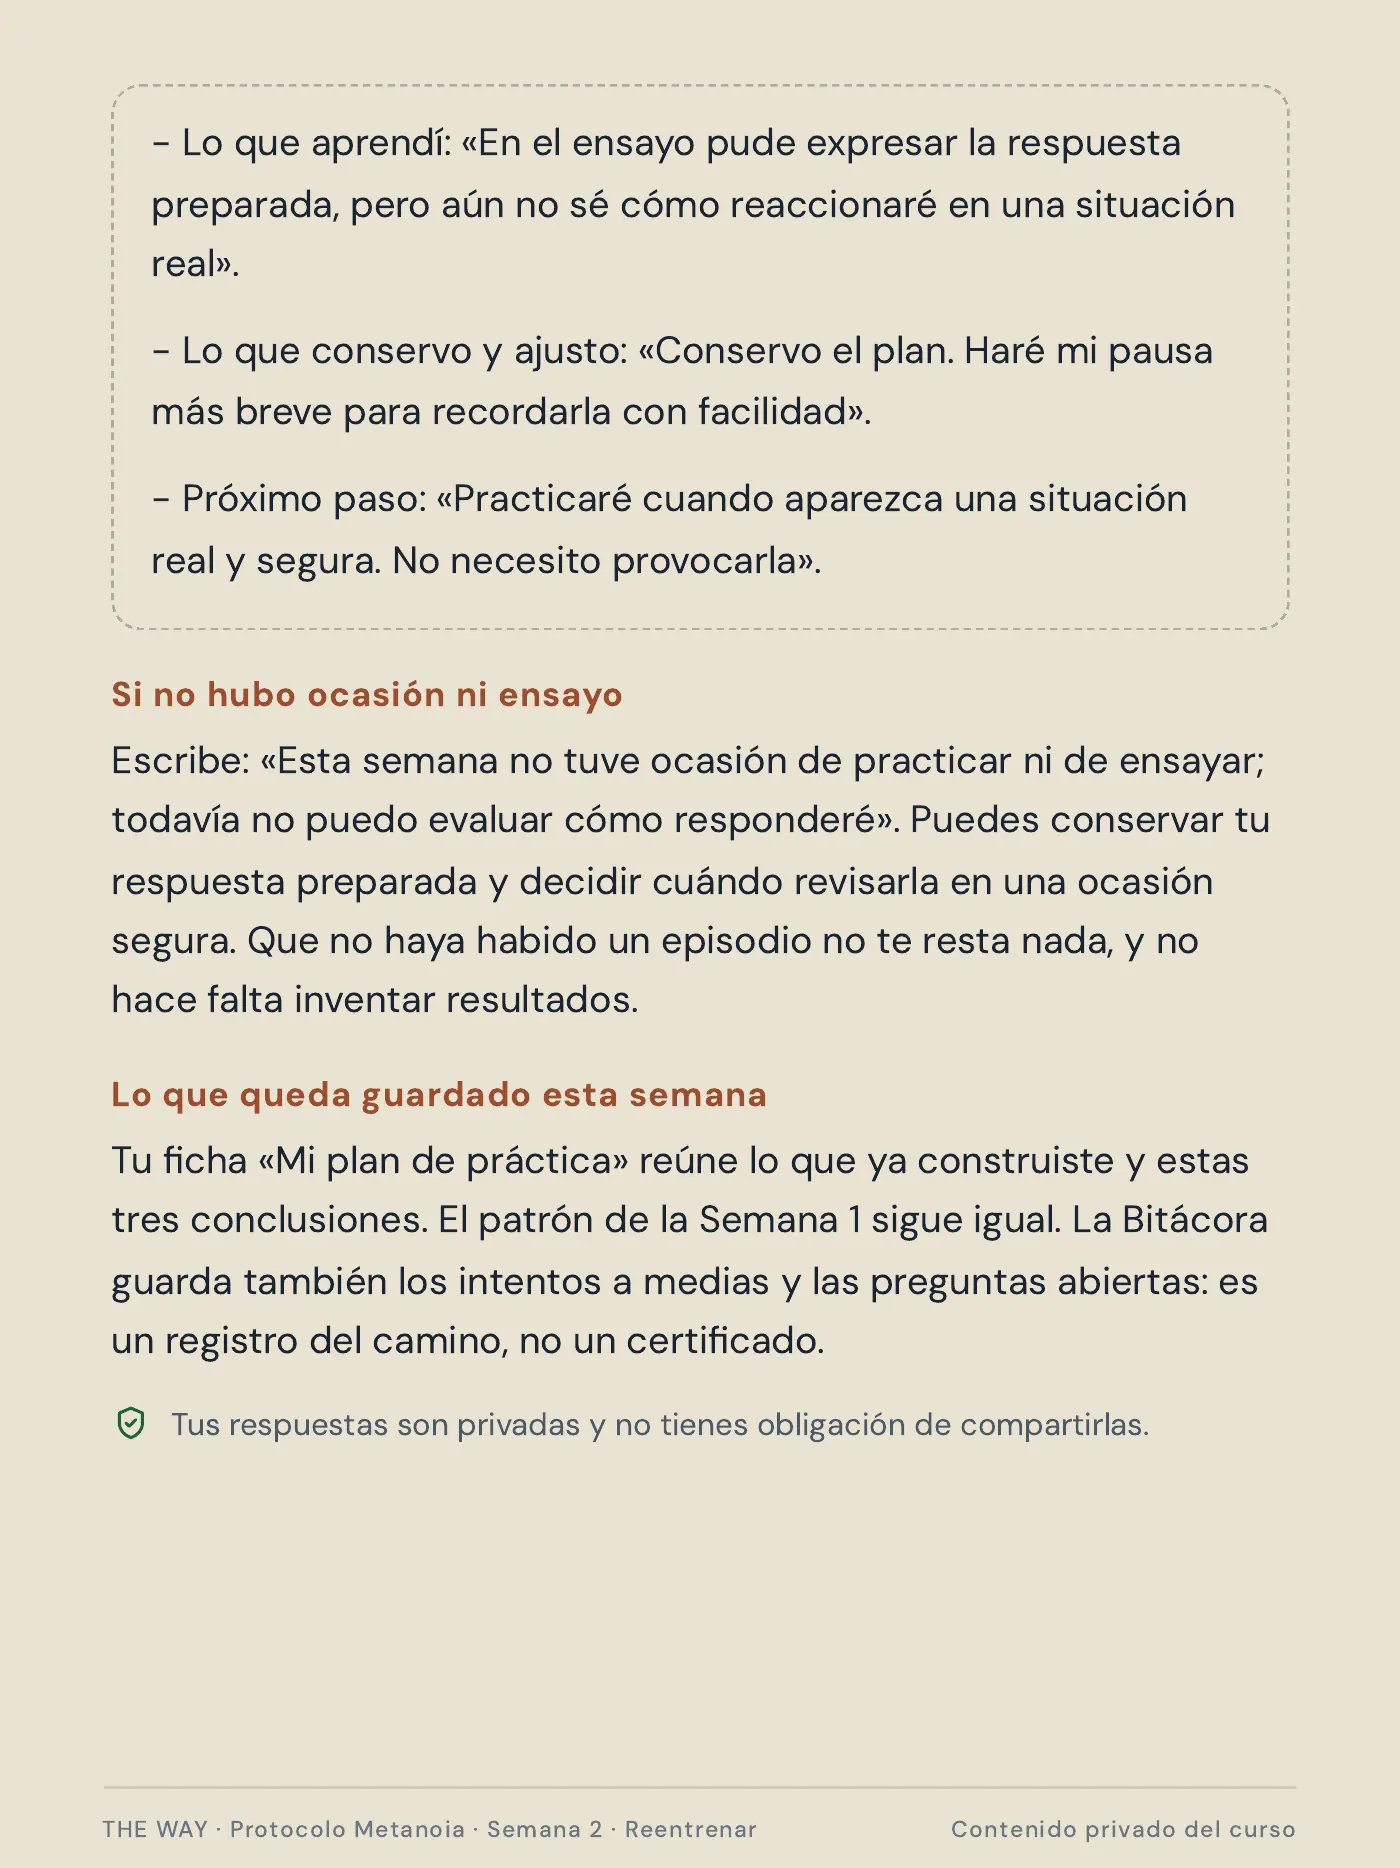 - Lo que aprendí: «En el ensayo pude expresar la respuesta
preparada, pero aún no sé cómo reaccionaré en una situación
real».
- Lo que conservo y ajusto: «Conservo el plan. Haré mi pausa
más breve para recordarla con facilidad».
- Próximo paso: «Practicaré cuando aparezca una situación
real y segura. No necesito provocarla».
Si no hubo ocasión ni ensayo
Escribe: «Esta semana no tuve ocasión de practicar ni de ensayar;
todavía no puedo evaluar cómo responderé». Puedes conservar tu
respuesta preparada y decidir cuándo revisarla en una ocasión
segura. Que no haya habido un episodio no te resta nada, y no
hace falta inventar resultados.
Lo que queda guardado esta semana
Tu ficha «Mi plan de práctica» reúne lo que ya construiste y estas
tres conclusiones. El patrón de la Semana 1 sigue igual. La Bitácora
guarda también los intentos a medias y las preguntas abiertas: es
un registro del camino, no un certificado.
Tus respuestas son privadas y no tienes obligación de compartirlas.
THE WAY · Protocolo Metanoia · Semana 2 · Reentrenar
Contenido privado del curso